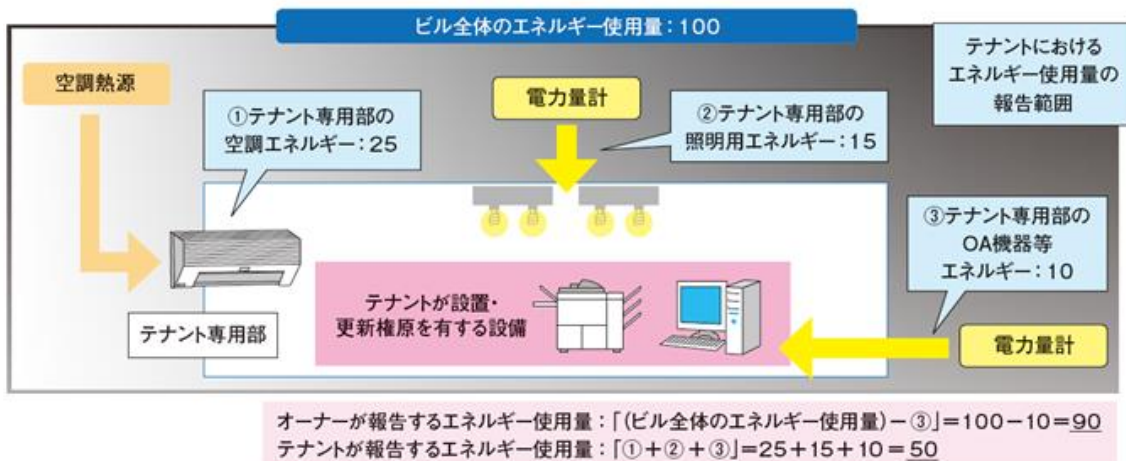 ビル全体のエネルギー使用量：100
テナントにおける
エネルギー使用量の
報告範囲
空調熱源
①テナント専用部の
空調エネルギー：25
電力量計
②テナント専用部の
照明用エネルギー：15
③テナント専用部の
OA機器等
エネルギー：10
テナントが設置・
更新権原を有する設備
テナント専用部
電力量計
オーナーが報告するエネルギー使用量：「(ビル全体のエネルギー使用量)－③」＝100－10＝90
テナントが報告するエネルギー使用量：「①＋②＋③」＝25＋15＋10＝50